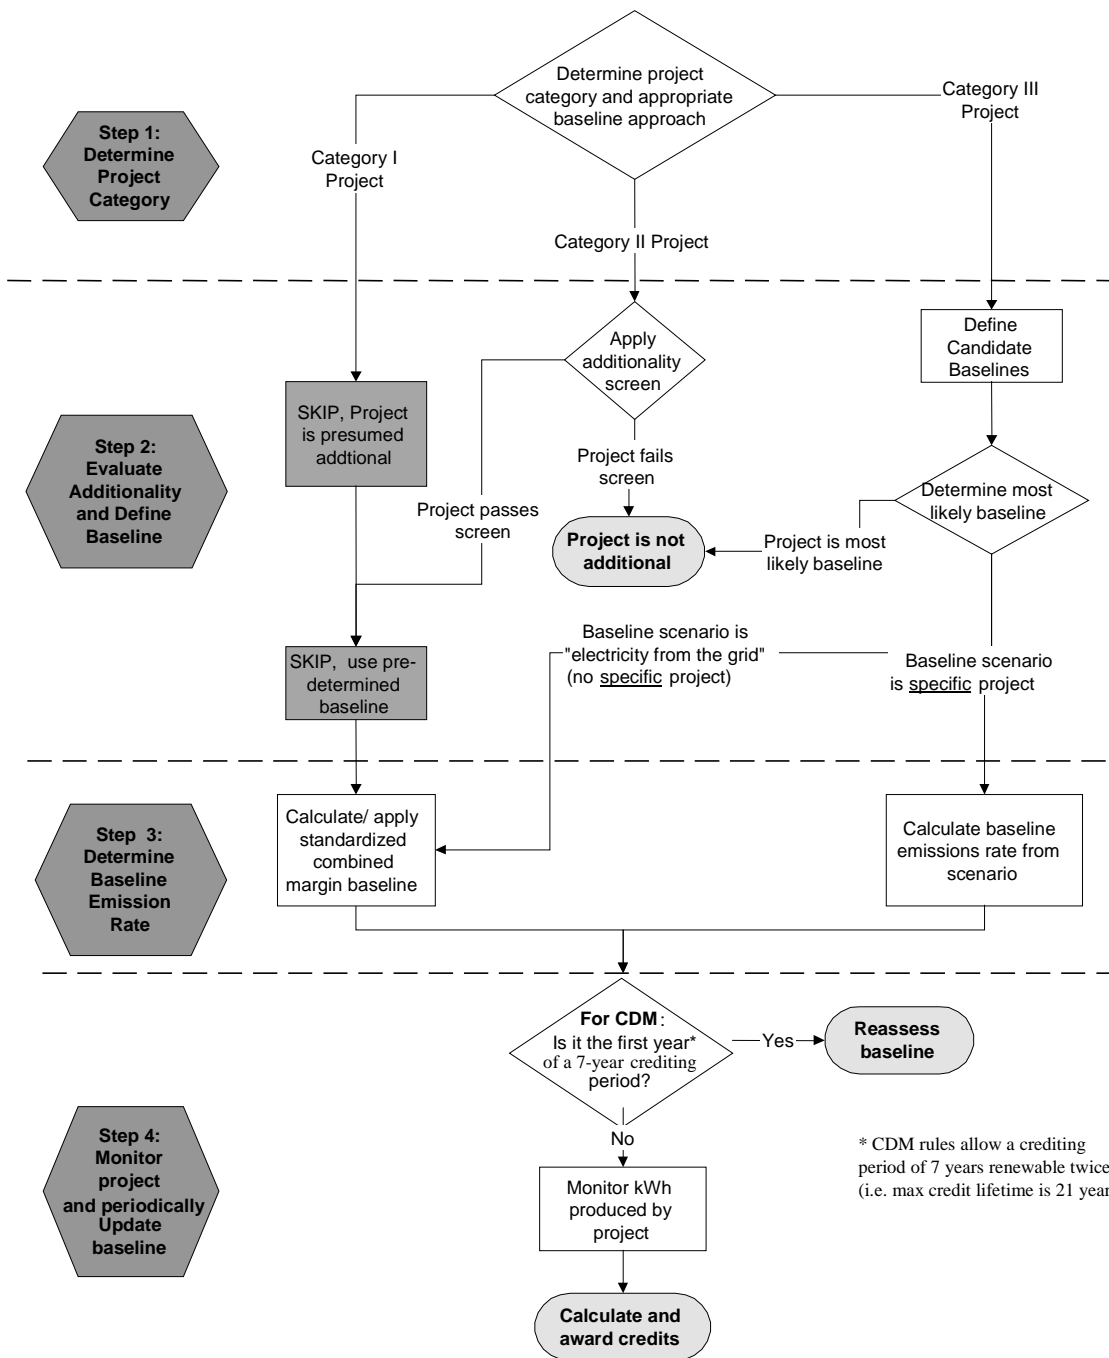 Determine project
category and appropriate
baseline approach
Category III
Project
Step 1:
Determine
Project
Category
Category I
Project
Category II Project
Apply
additionality
screen
Define
Candidate
Baselines
SKIP, Project
is presumed
addtional
Step 2:
Evaluate
Additionality
and Define
Baseline
Project fails
screen
Determine most
likely baseline
Project passes
screen
Project is not
additional
Project is most
likely baseline
Baseline scenario is
"electricity from the grid"
(no specific project)
Baseline scenario
is specific project
SKIP, use pre-
determined
baseline
Step 3:
Determine
Baseline
Emission
Rate
Calculate/ apply
standardized
combined
margin baseline
Calculate baseline
emissions rate from
scenario
For CDM:
Is it the first year*
of a 7-year crediting
period?
Yes
Reassess
baseline
No
Step 4:
Monitor
project
and periodically
Update
baseline
Monitor kWh
produced by
project
* CDM rules allow a crediting
period of 7 years renewable twice
(i.e. max credit lifetime is 21 year
Calculate and
award credits